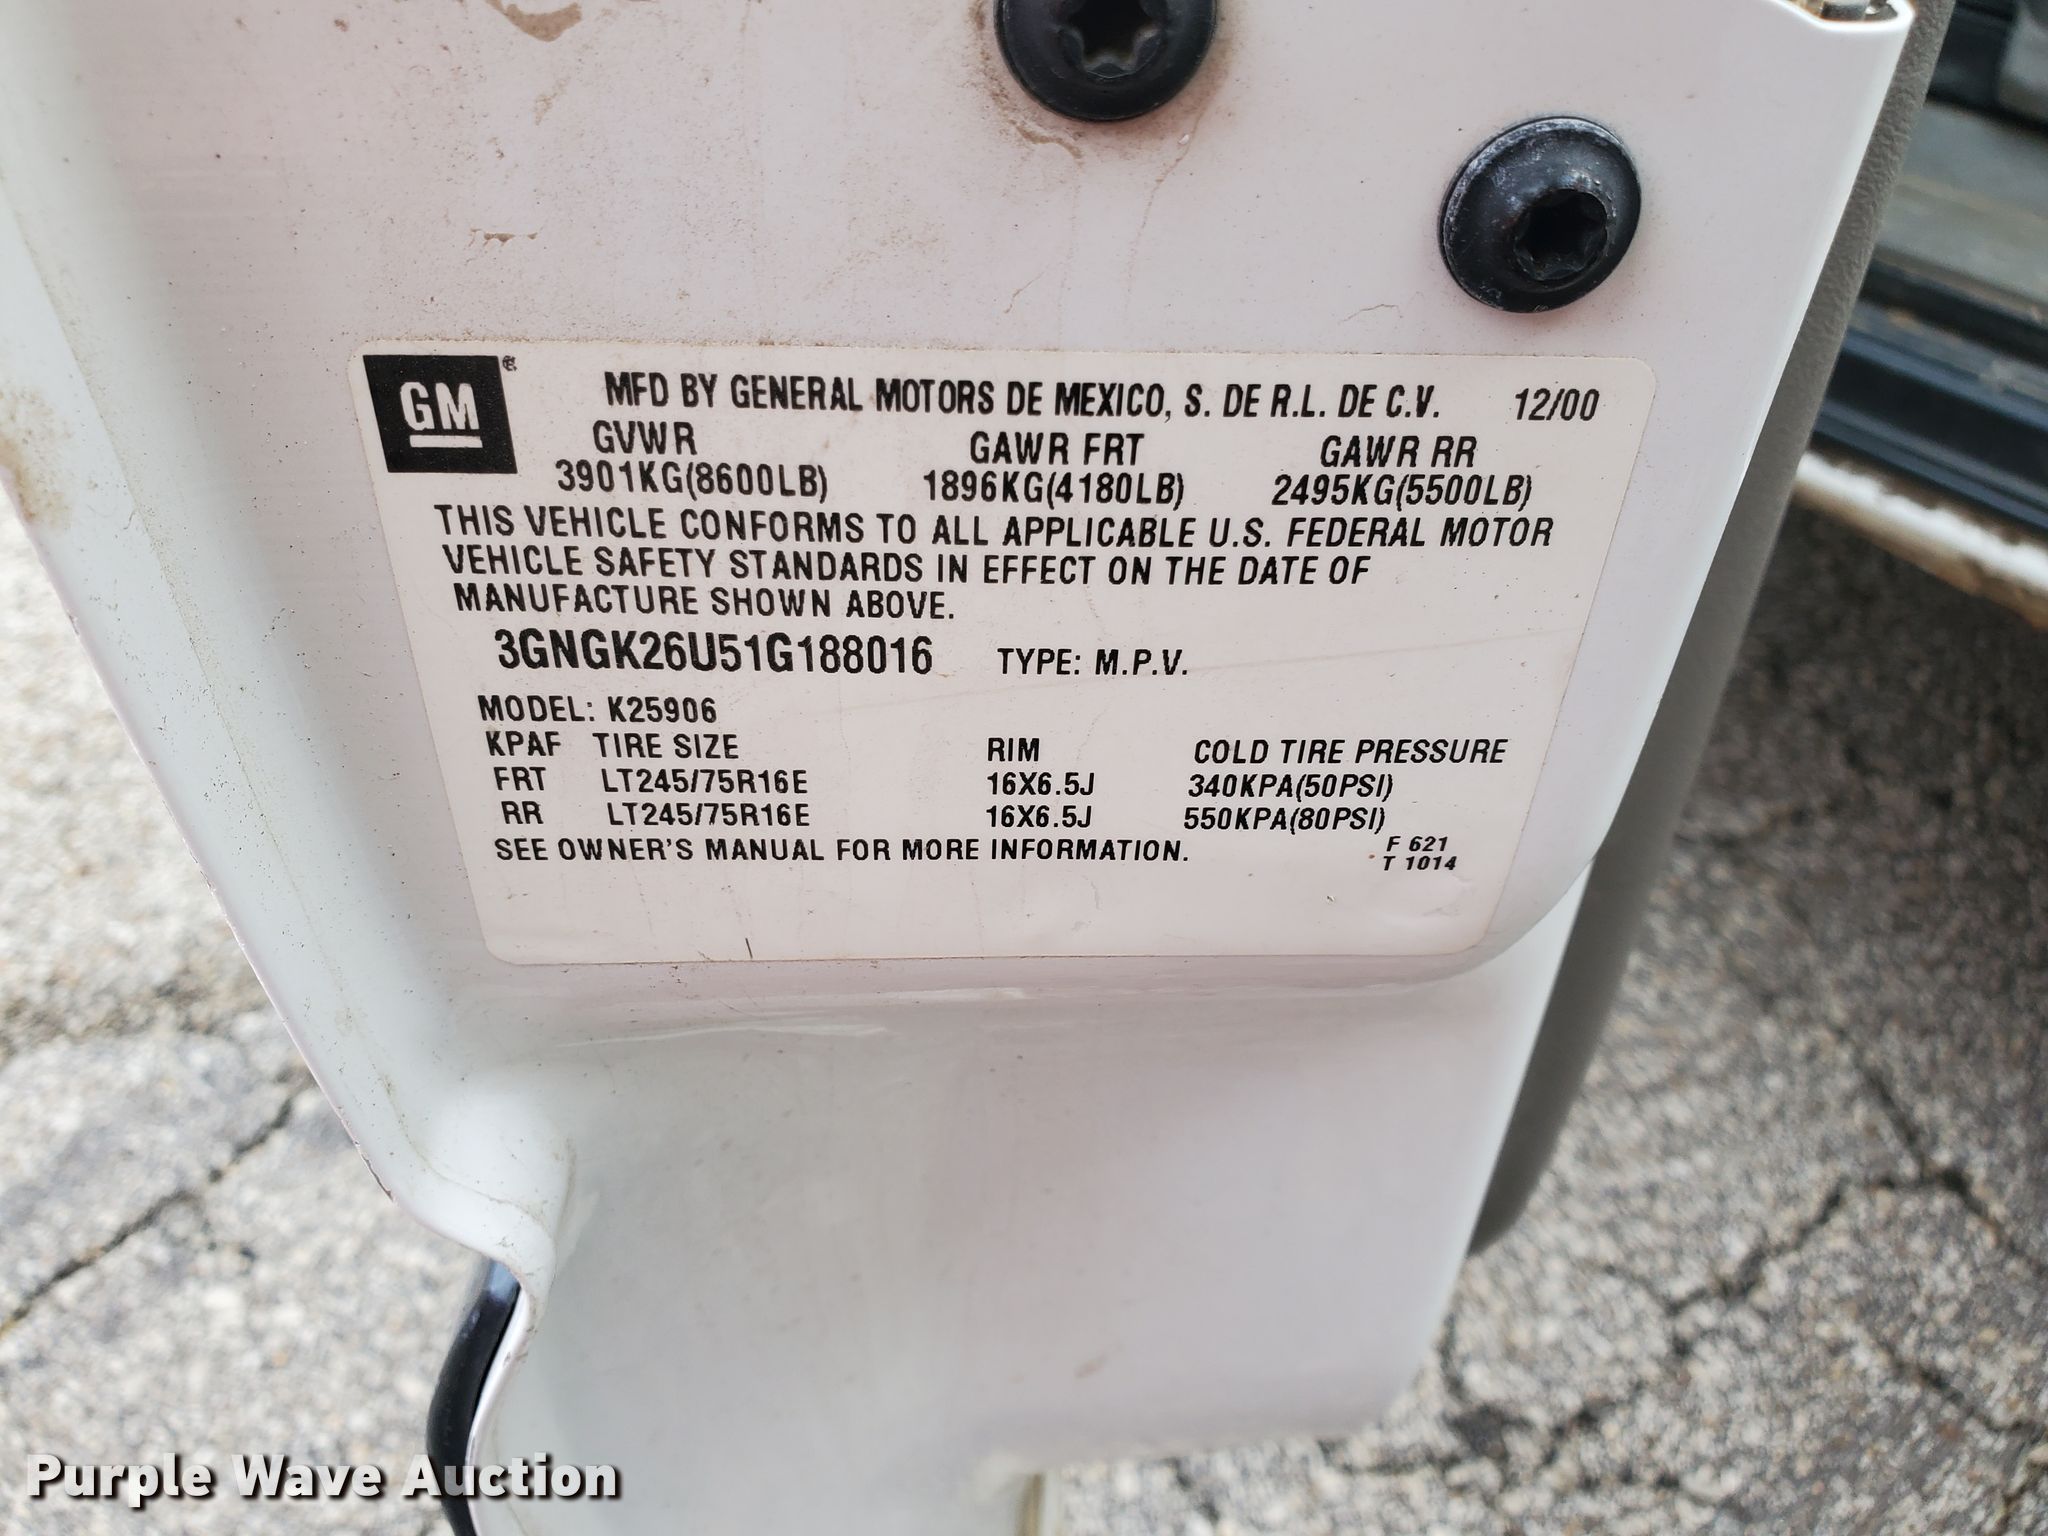 GM ®
MFD BY GENERAL MOTORS DE MEXICO, S. DE R.L. DE C.V. 12/00
GVWR GAWR FRT GAWR RR
3901KG(8600LB) 1896KG(4180LB) 2495KG(5500LB)
THIS VEHICLE CONFORMS TO ALL APPLICABLE U.S. FEDERAL MOTOR
VEHICLE SAFETY STANDARDS IN EFFECT ON THE DATE OF
MANUFACTURE SHOWN ABOVE.
3GNGK26U51G188016 TYPE: M.P.V.
MODEL: K25906
KPAF TIRE SIZE RIM COLD TIRE PRESSURE
FRT LT245/75R16E 16X6.5J 340KPA(50PSI)
RR LT245/75R16E 16X6.5J 550KPA(80PSI)
SEE OWNER'S MANUAL FOR MORE INFORMATION.
F 621
T 1014
Purple Wave Auction